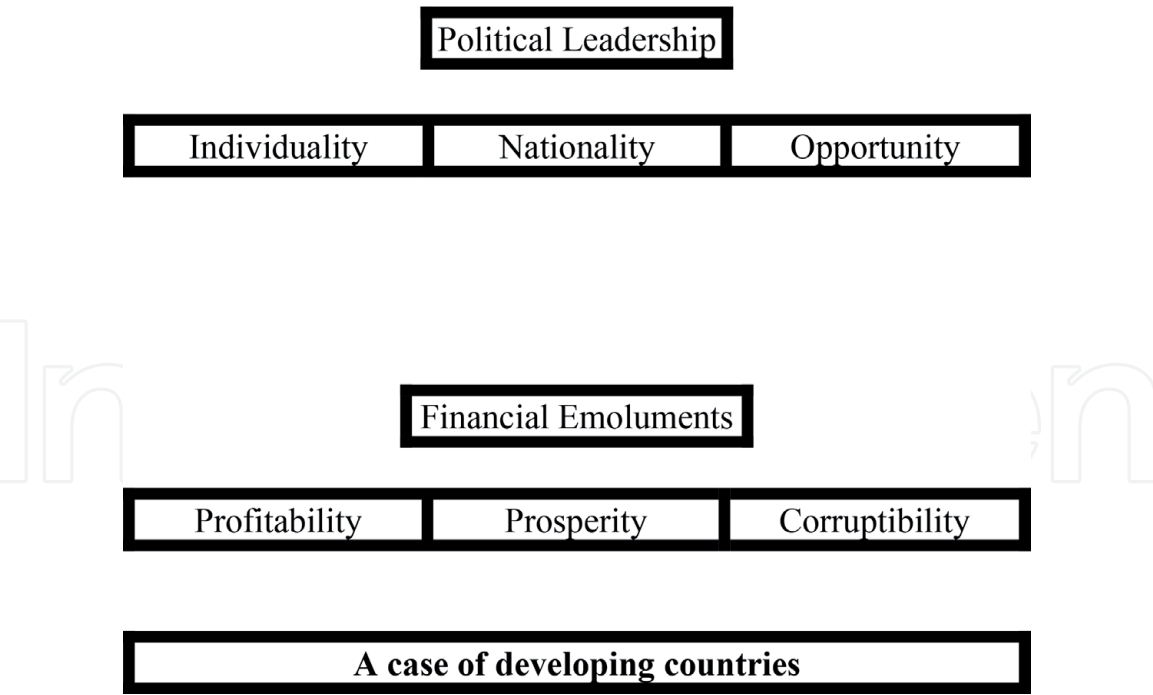 Political Leadership
Individuality Nationality Opportunity
Financial Emoluments
Profitability Prosperity Corruptibility
A case of developing countries